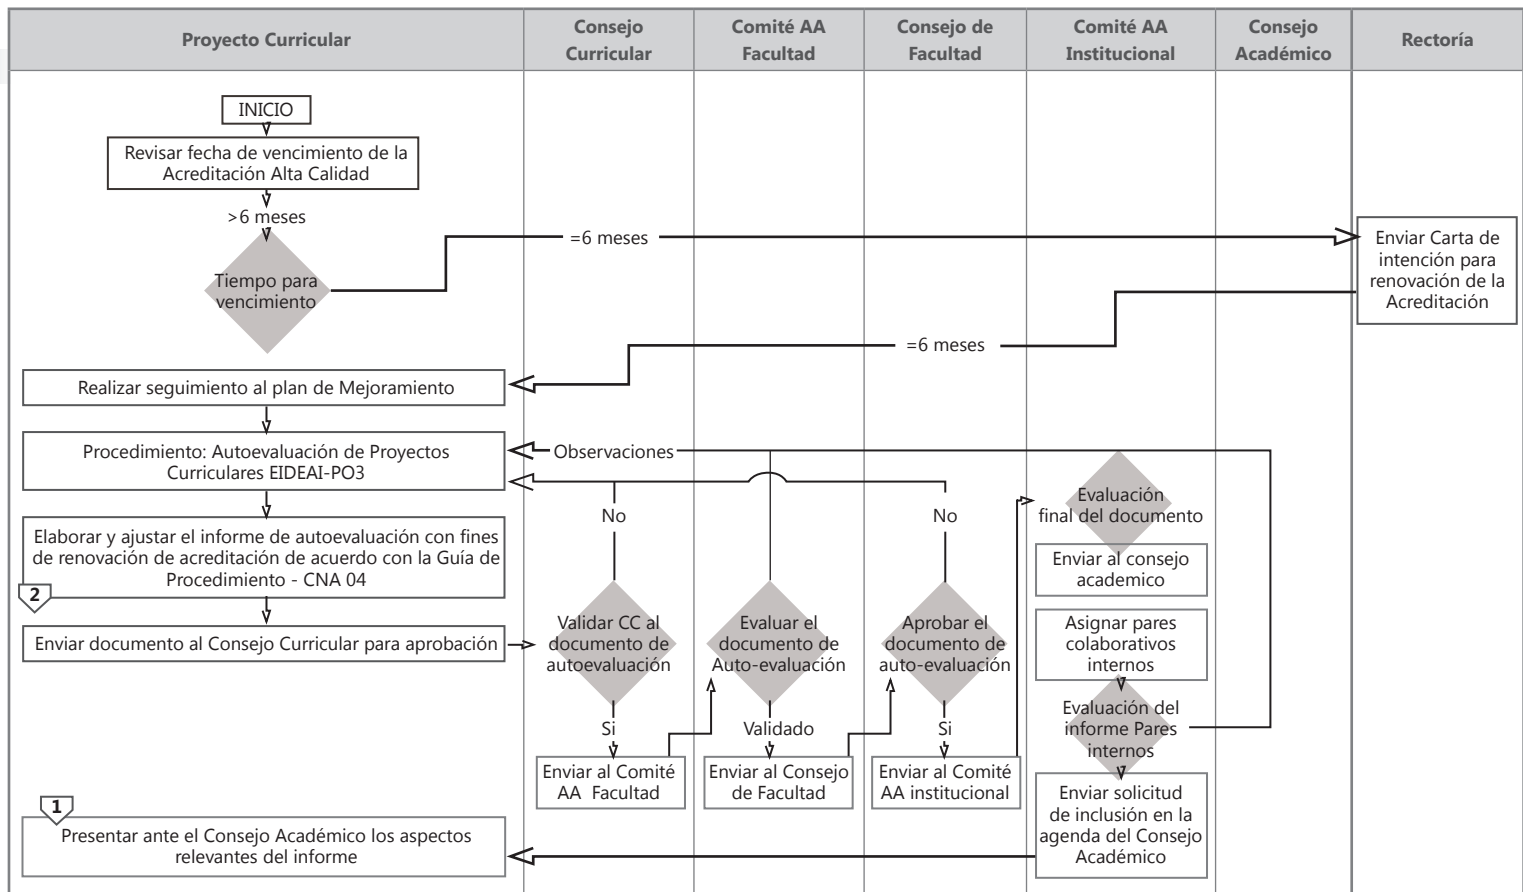 Proyecto Curricular
Consejo
Curricular
Comité AA
Facultad
Consejo de
Facultad
Comité AA
Institucional
Consejo
Académico
Rectoría
INICIO
Revisar fecha de vencimiento de la
Acreditación Alta Calidad
>6 meses
Tiempo para
vencimiento
=6 meses
Enviar Carta de
intención para
renovación de la
Acreditación
=6 meses
Realizar seguimiento al plan de Mejoramiento
Procedimiento: Autoevaluación de Proyectos
Curriculares EIDEAI-PO3
Observaciones
No
No
Evaluación
final del documento
Elaborar y ajustar el informe de autoevaluación con fines
de renovación de acreditación de acuerdo con la Guía de
Procedimiento - CNA 04
2
Enviar al consejo
academico
Enviar documento al Consejo Curricular para aprobación
Validar CC al
documento de
autoevaluación
Evaluar el
documento de
Auto-evaluación
Aprobar el
documento de
auto-evaluación
Asignar pares
colaborativos
internos
Evaluación del
informe Pares
internos
Si
Validado
Si
Enviar al Comité
AA Facultad
Enviar al Consejo
de Facultad
Enviar al Comité
AA institucional
Enviar solicitud
de inclusión en la
agenda del Consejo
Académico
1
Presentar ante el Consejo Académico los aspectos
relevantes del informe